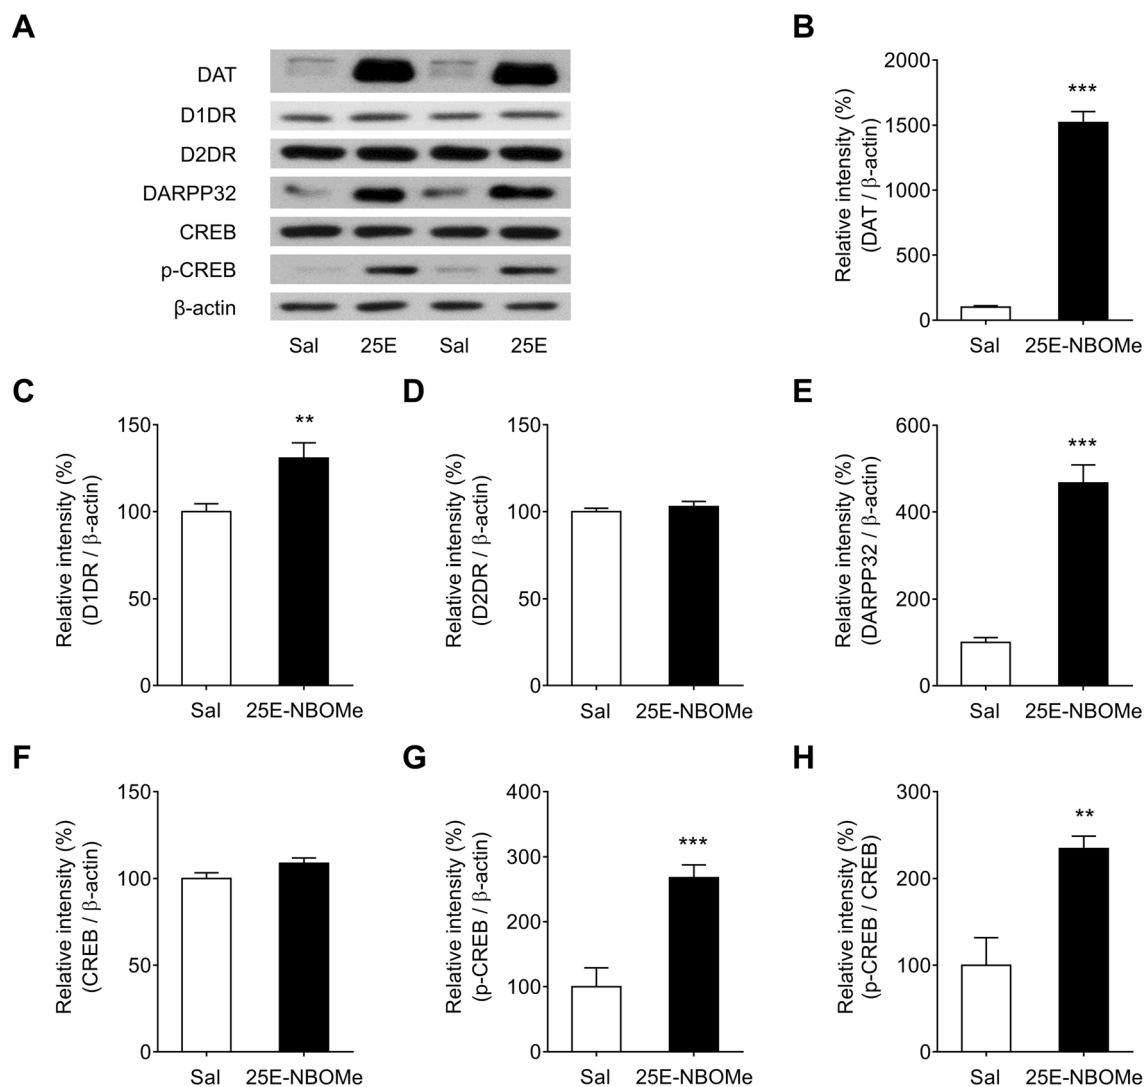 A
DAT
D1DR
D2DR
DARPP32
CREB
p-CREB
β-actin
Sal 25E Sal 25E
B
Relative intensity (%)
(DAT / β-actin)
2000
1500
1000
500
0
***
Sal 25E-NBOMe
C
Relative intensity (%)
(D1DR / β-actin)
150
100
50
0
**
Sal 25E-NBOMe
D
Relative intensity (%)
(D2DR / β-actin)
150
100
50
0
Sal 25E-NBOMe
E
Relative intensity (%)
(DARPP32 / β-actin)
600
400
200
0
***
Sal 25E-NBOMe
F
Relative intensity (%)
(CREB / β-actin)
150
100
50
0
Sal 25E-NBOMe
G
Relative intensity (%)
(p-CREB / β-actin)
400
300
200
100
0
***
Sal 25E-NBOMe
H
Relative intensity (%)
(p-CREB / CREB)
300
200
100
0
**
Sal 25E-NBOMe